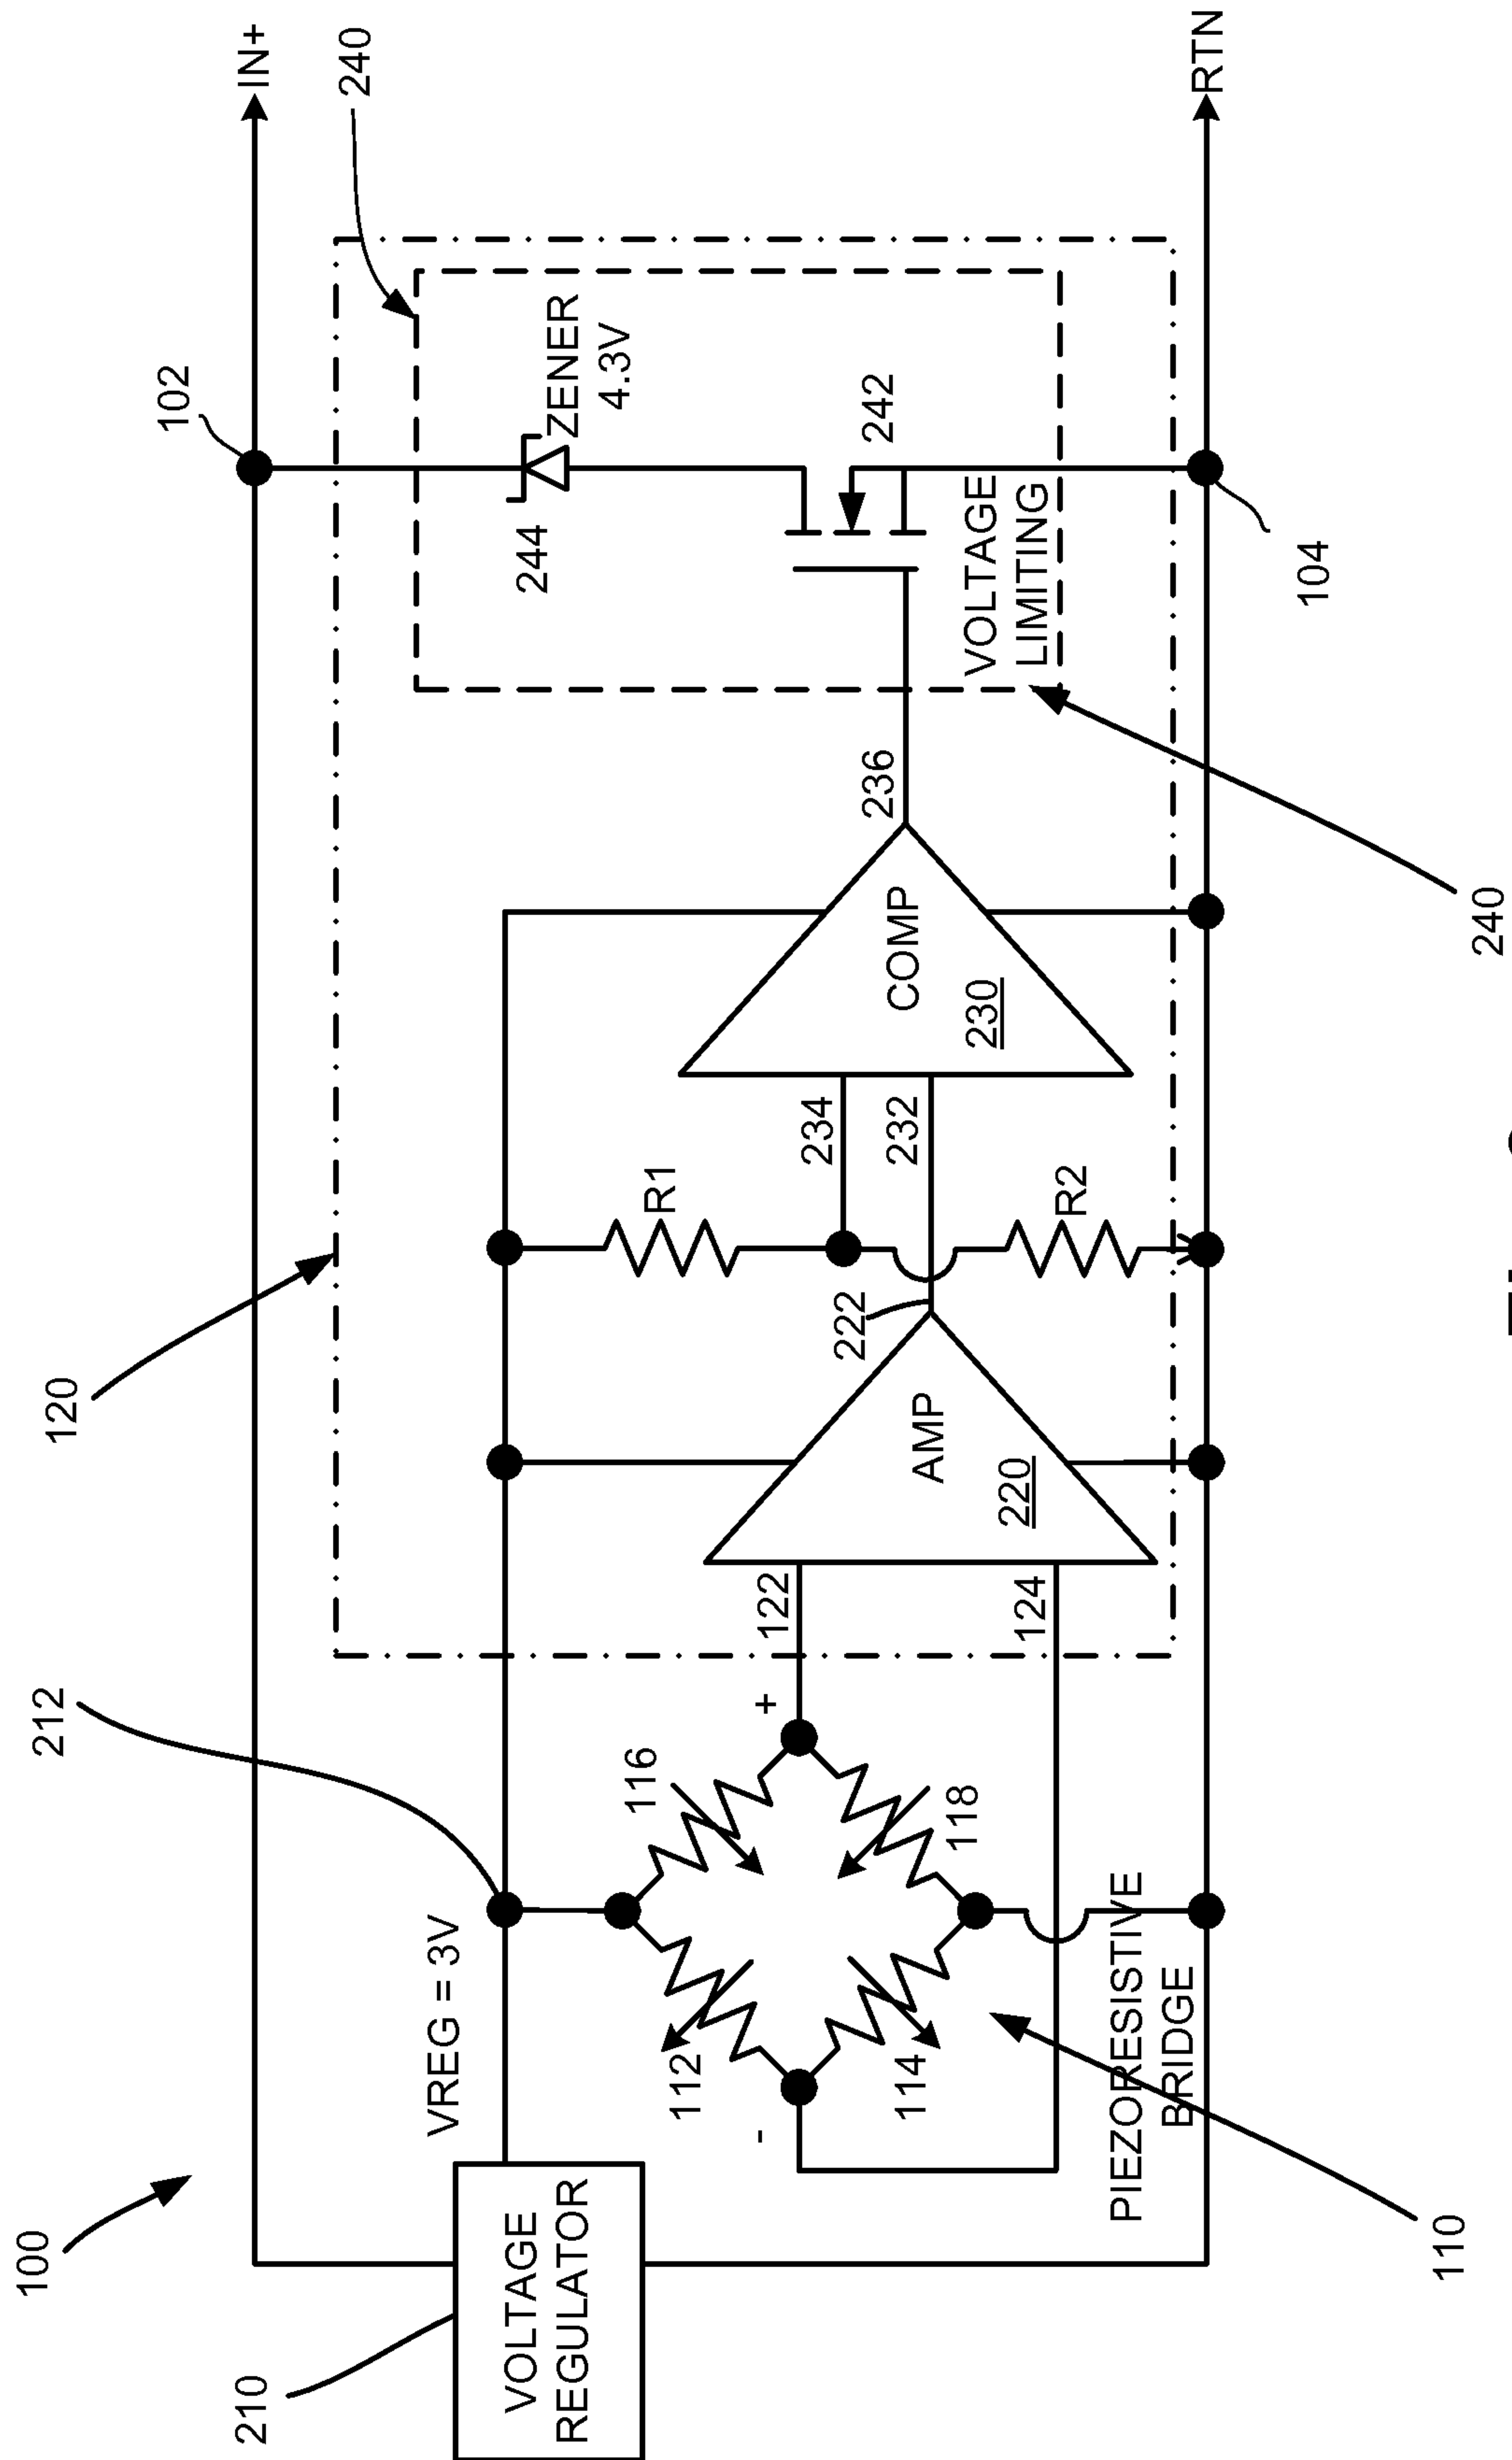 100
210
VOLTAGE
REGULATOR
VREG = 3V
212
120
102
IN+
240
112
116
114
118
+
-
PIEZORESISTIVE
BRIDGE
110
122
124
AMP
220
222
R1
R2
234
232
COMP
230
236
244
ZENER
4.3V
242
VOLTAGE
LIMITING
240
104
RTN